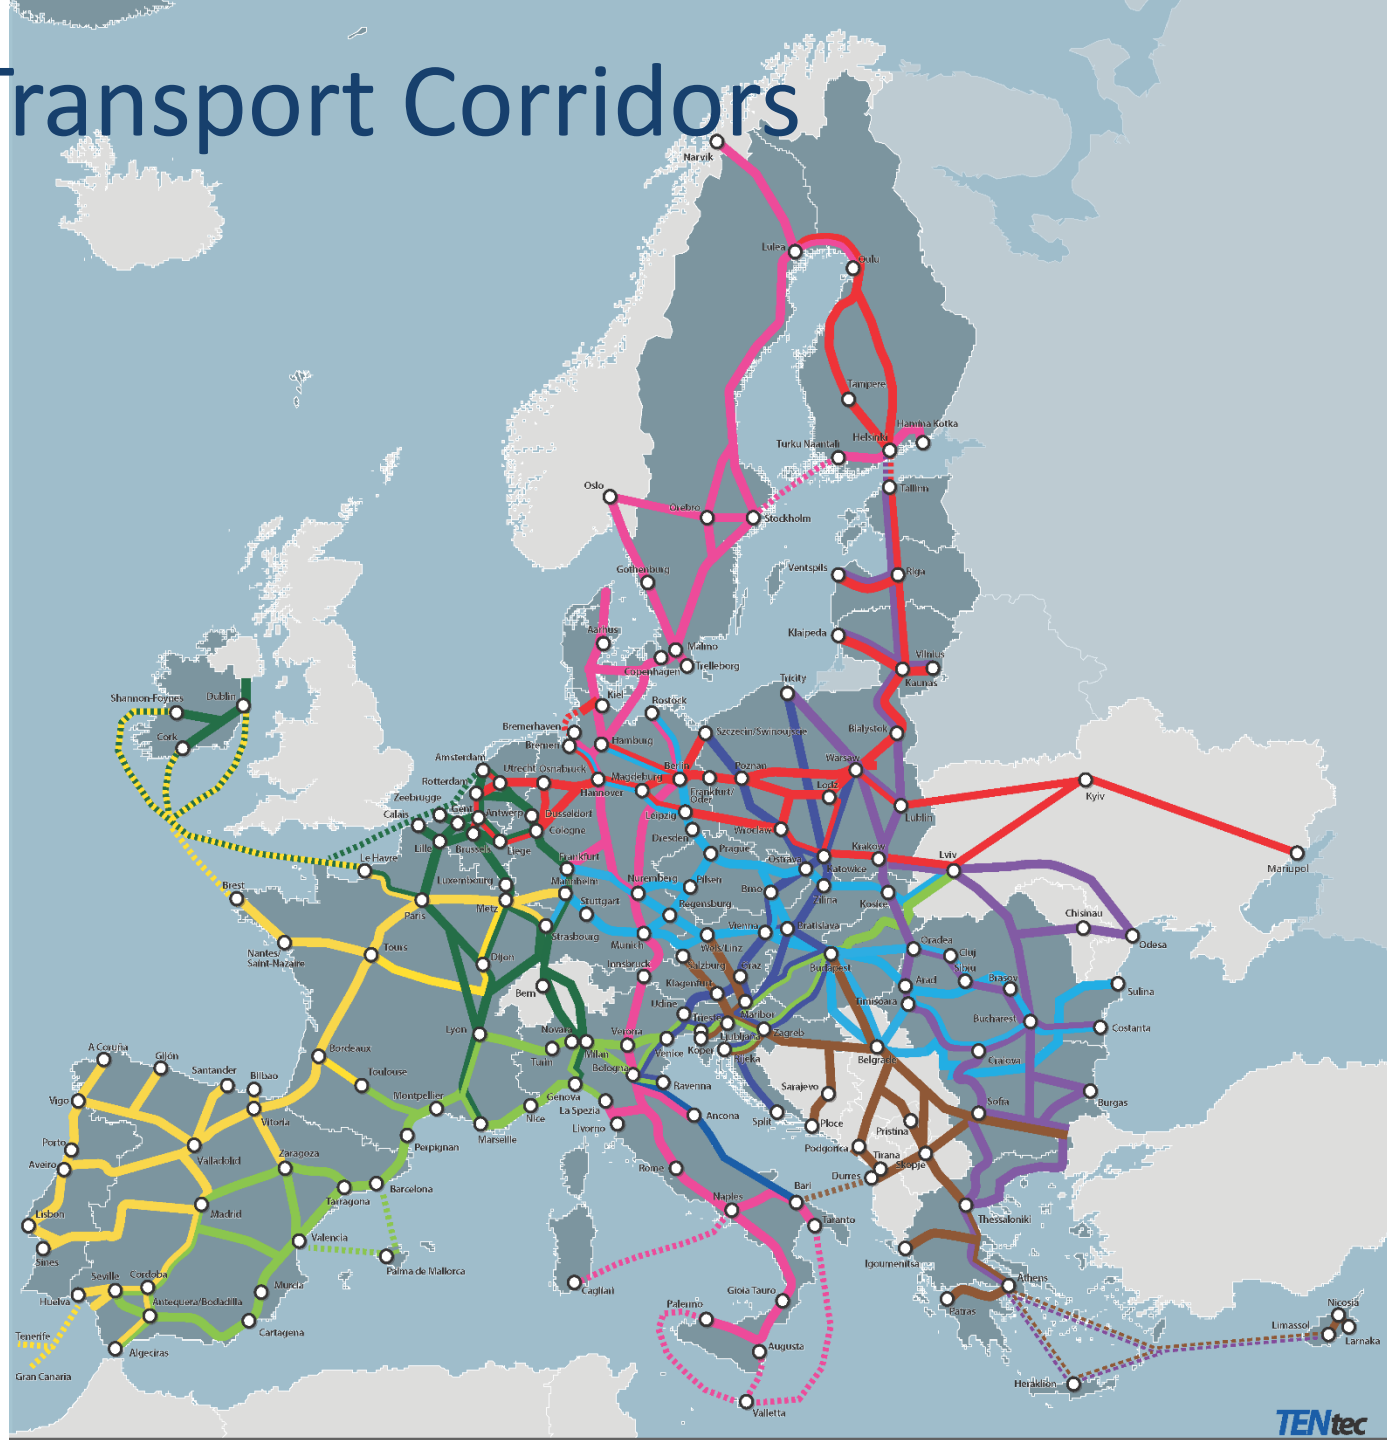 Transport Corridors
Narvik
Lulea
Oulu
Tampere
Hamina Kotka
Helsinki
Turku Naantali
Tallinn
Oslo
Orebro
Stockholm
Ventspils
Riga
Gothenburg
Klaipeda
Aarhus
Malmo
Vilnius
Copenhagen
Trelleborg
Kaunas
Tricity
Shannon-Foynes
Dublin
Kiel
Rostock
Cork
Bremerhaven
Szczecin/Swinoujscie
Bialystok
Bremen
Hamburg
Amsterdam
Utrecht
Osnabruck
Magdeburg
Berlin
Poznan
Warsaw
Rotterdam
Hannover
Frankfurt/
Oder
Lodz
Kyiv
Zeebrugge
Gent
Antwerp
Dusseldorf
Leipzig
Lublin
Calais
Cologne
Dresden
Wroclaw
Lille
Brussels
Liege
Prague
Ostrava
Krakow
Lviv
Mariupol
Le Havre
Frankfurt
Katowice
Luxembourg
Mannheim
Nuremberg
Pilsen
Brno
Zilina
Kosice
Brest
Paris
Metz
Stuttgart
Regensburg
Chisinau
Strasbourg
Munich
Wals/Linz
Vienna
Bratislava
Odesa
Nantes/
Saint-Nazaire
Tours
Dijon
Innsbruck
Salzburg
Graz
Budapest
Oradea
Cluj
Sibiu
Brasov
Bern
Klagenfurt
Arad
Sulina
Udine
Trieste
Maribor
Timisoara
Lyon
Novara
Verona
Ljubljana
Zagreb
Bucharest
Costanta
Turin
Milan
Venice
Koper
Rijeka
Belgrade
Craiova
A Coruña
Gijón
Bordeaux
Bologna
Santander
Bilbao
Toulouse
Genova
Ravenna
Sarajevo
Vigo
Montpellier
La Spezia
Ancona
Split
Ploce
Sofia
Burgas
Vitoria
Marseille
Nice
Livorno
Pristina
Porto
Valladolid
Zaragoza
Perpignan
Podgorica
Tirana
Skopje
Aveiro
Rome
Durres
Tarragona
Barcelona
Naples
Bari
Lisbon
Madrid
Taranto
Thessaloniki
Sines
Valencia
Igoumenitsa
Palma de Mallorca
Seville
Cordoba
Murcia
Cagliari
Gioia Tauro
Athens
Huelva
Antequera/Bobadilla
Palermo
Patras
Nicosia
Tenerife
Cartagena
Limassol
Larnaka
Algeciras
Augusta
Gran Canaria
Heraklion
Valletta
TENtec